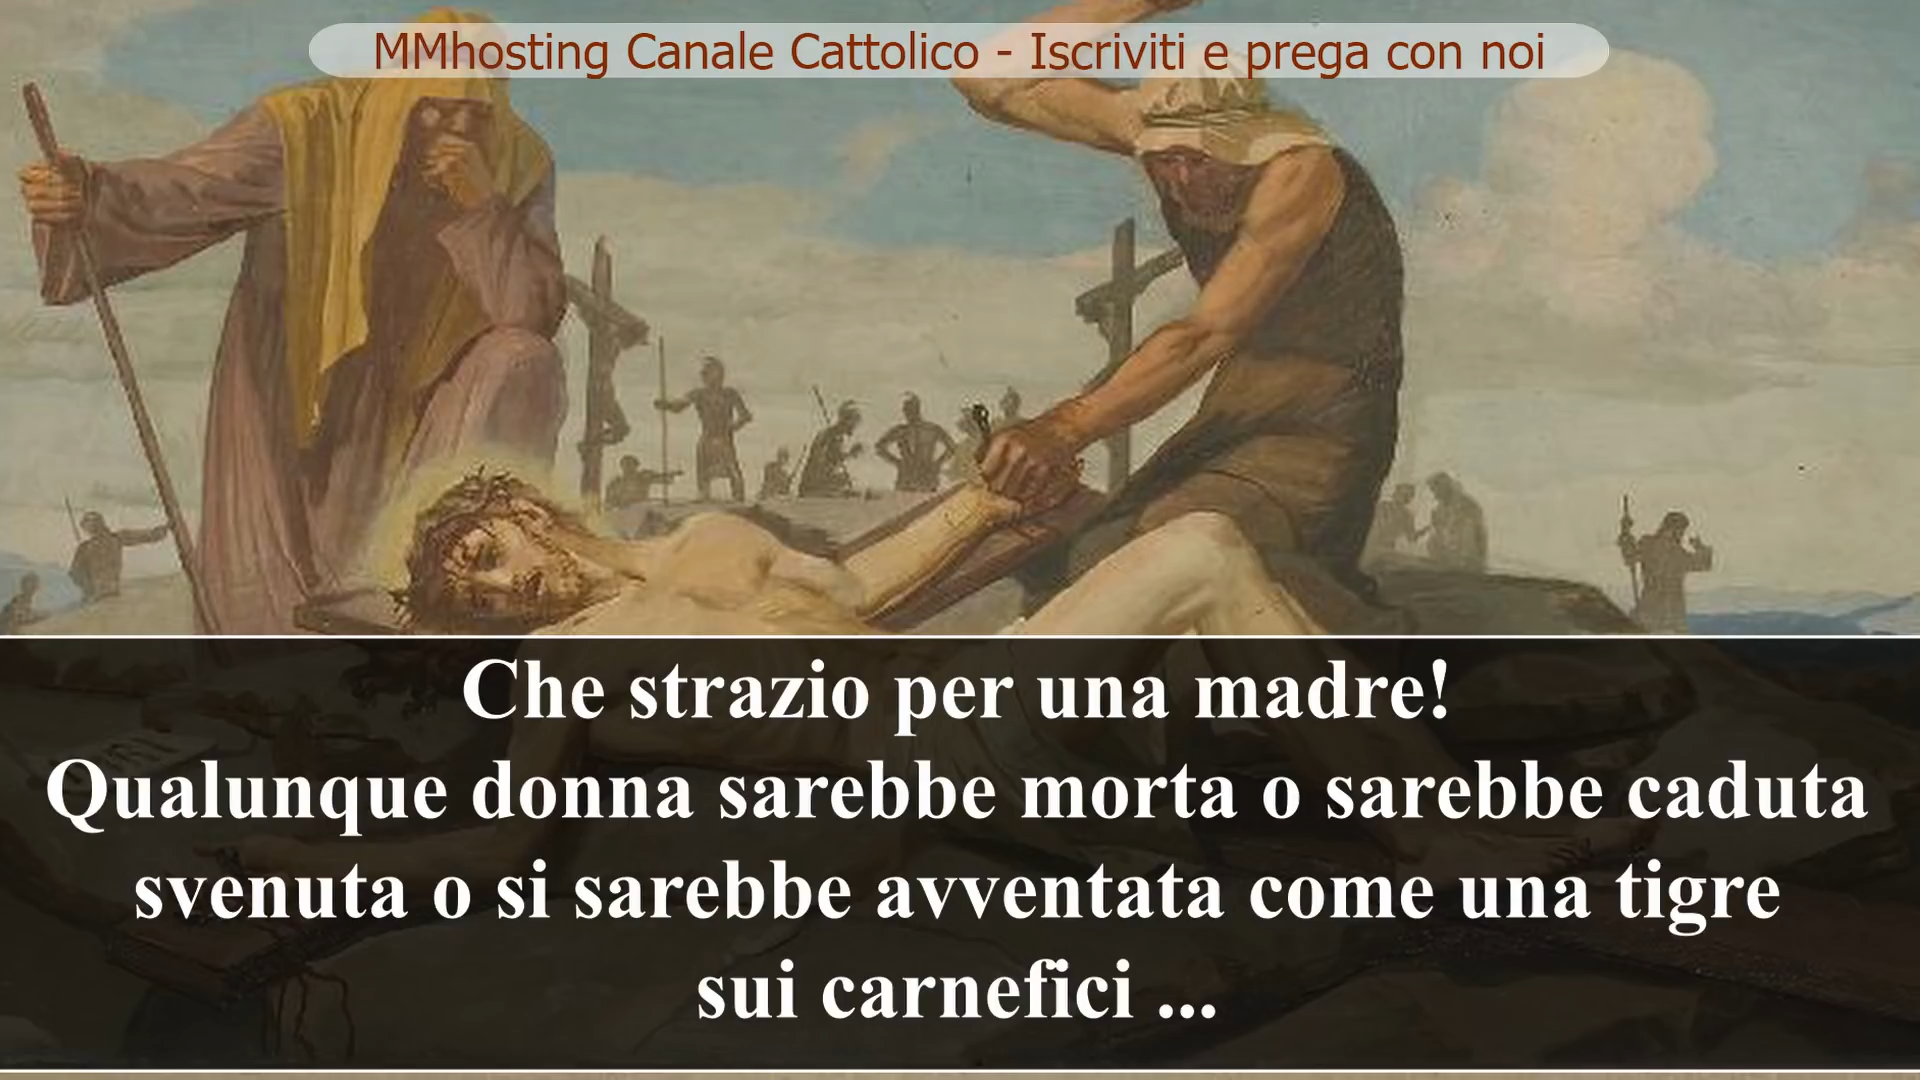 MMhosting Canale Cattolico - Iscriviti e prega con noi
Che strazio per una madre!
Qualunque donna sarebbe morta o sarebbe caduta
svenuta o si sarebbe avventata come una tigre
sui carnefici ...